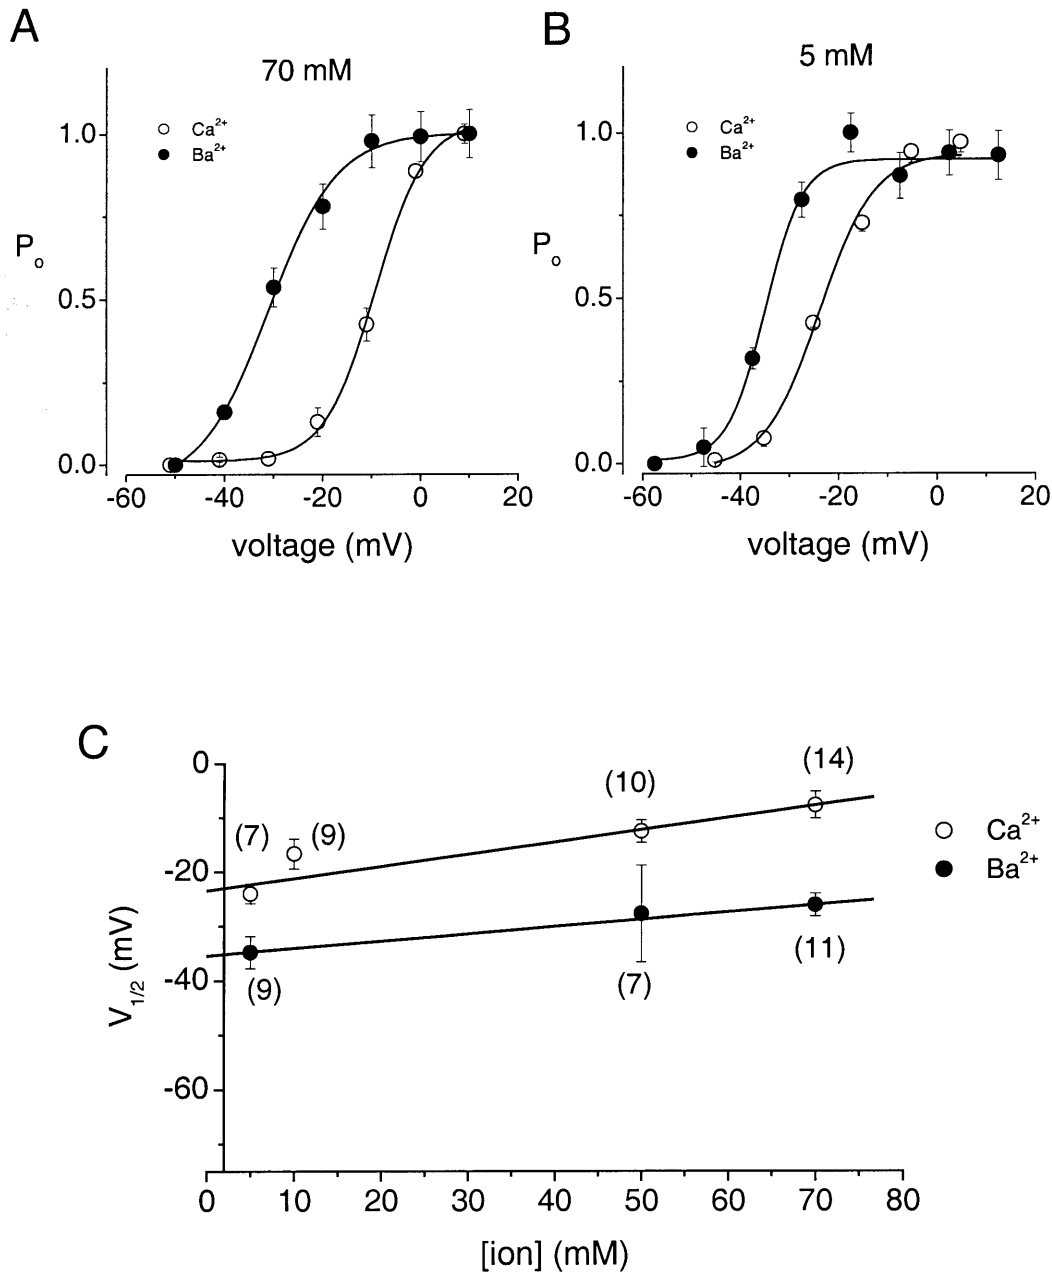 A
70 mM
Ca²⁺
Ba²⁺
1.0
0.5
0.0
Pₒ
-60 -40 -20 0 20
voltage (mV)
B
5 mM
Ca²⁺
Ba²⁺
1.0
0.5
0.0
Pₒ
-60 -40 -20 0 20
voltage (mV)
C
0
-20
-40
-60
V1/2 (mV)
(7)
(9)
(10)
(14)
(9)
(7)
(11)
Ca²⁺
Ba²⁺
0 10 20 30 40 50 60 70 80
[ion] (mM)